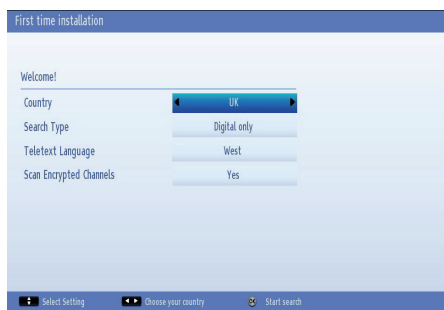 First time installation
Welcome!
Country UK
Search Type Digital only
Teletext Language West
Scan Encrypted Channels Yes
Select Setting Choose your country OK Start search